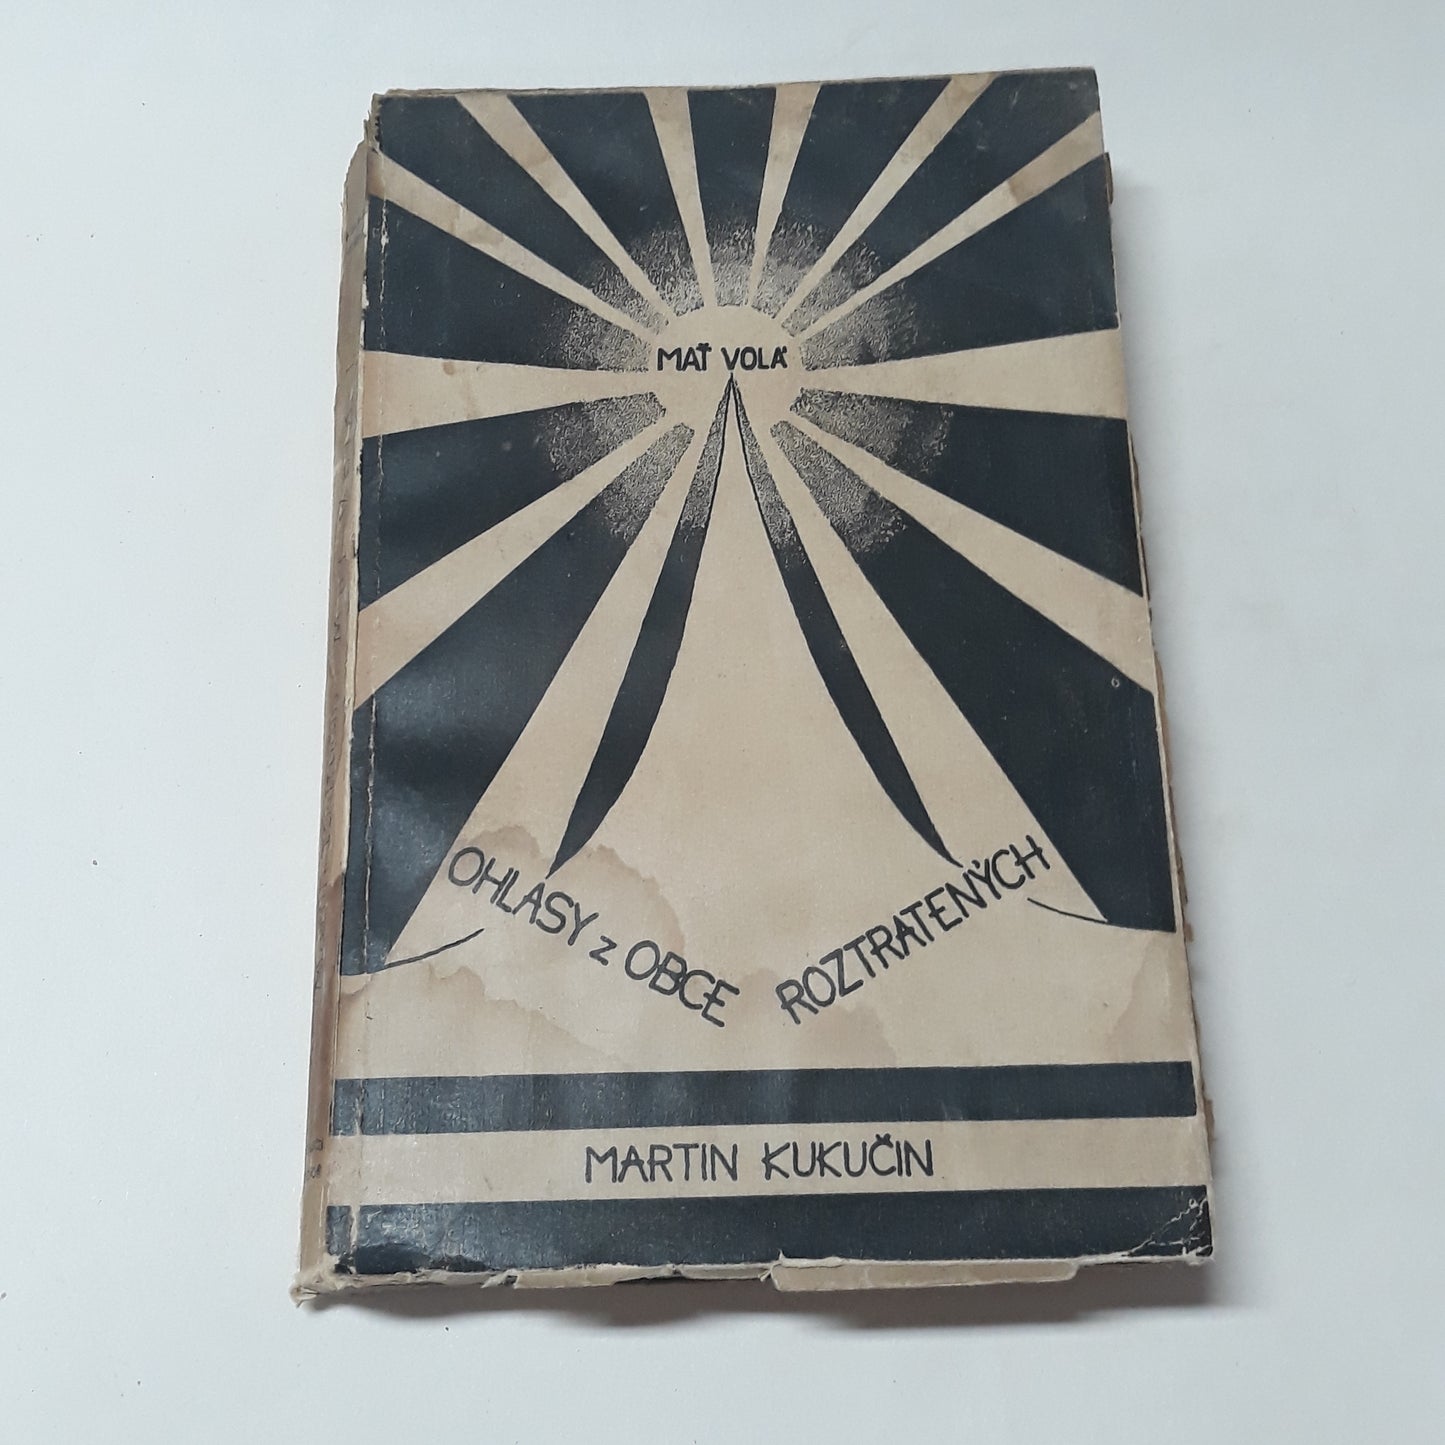 MAŤ VOLÁ
OHLASY z OBCE ROZTRATENÝCH
MARTIN KUKUČIN